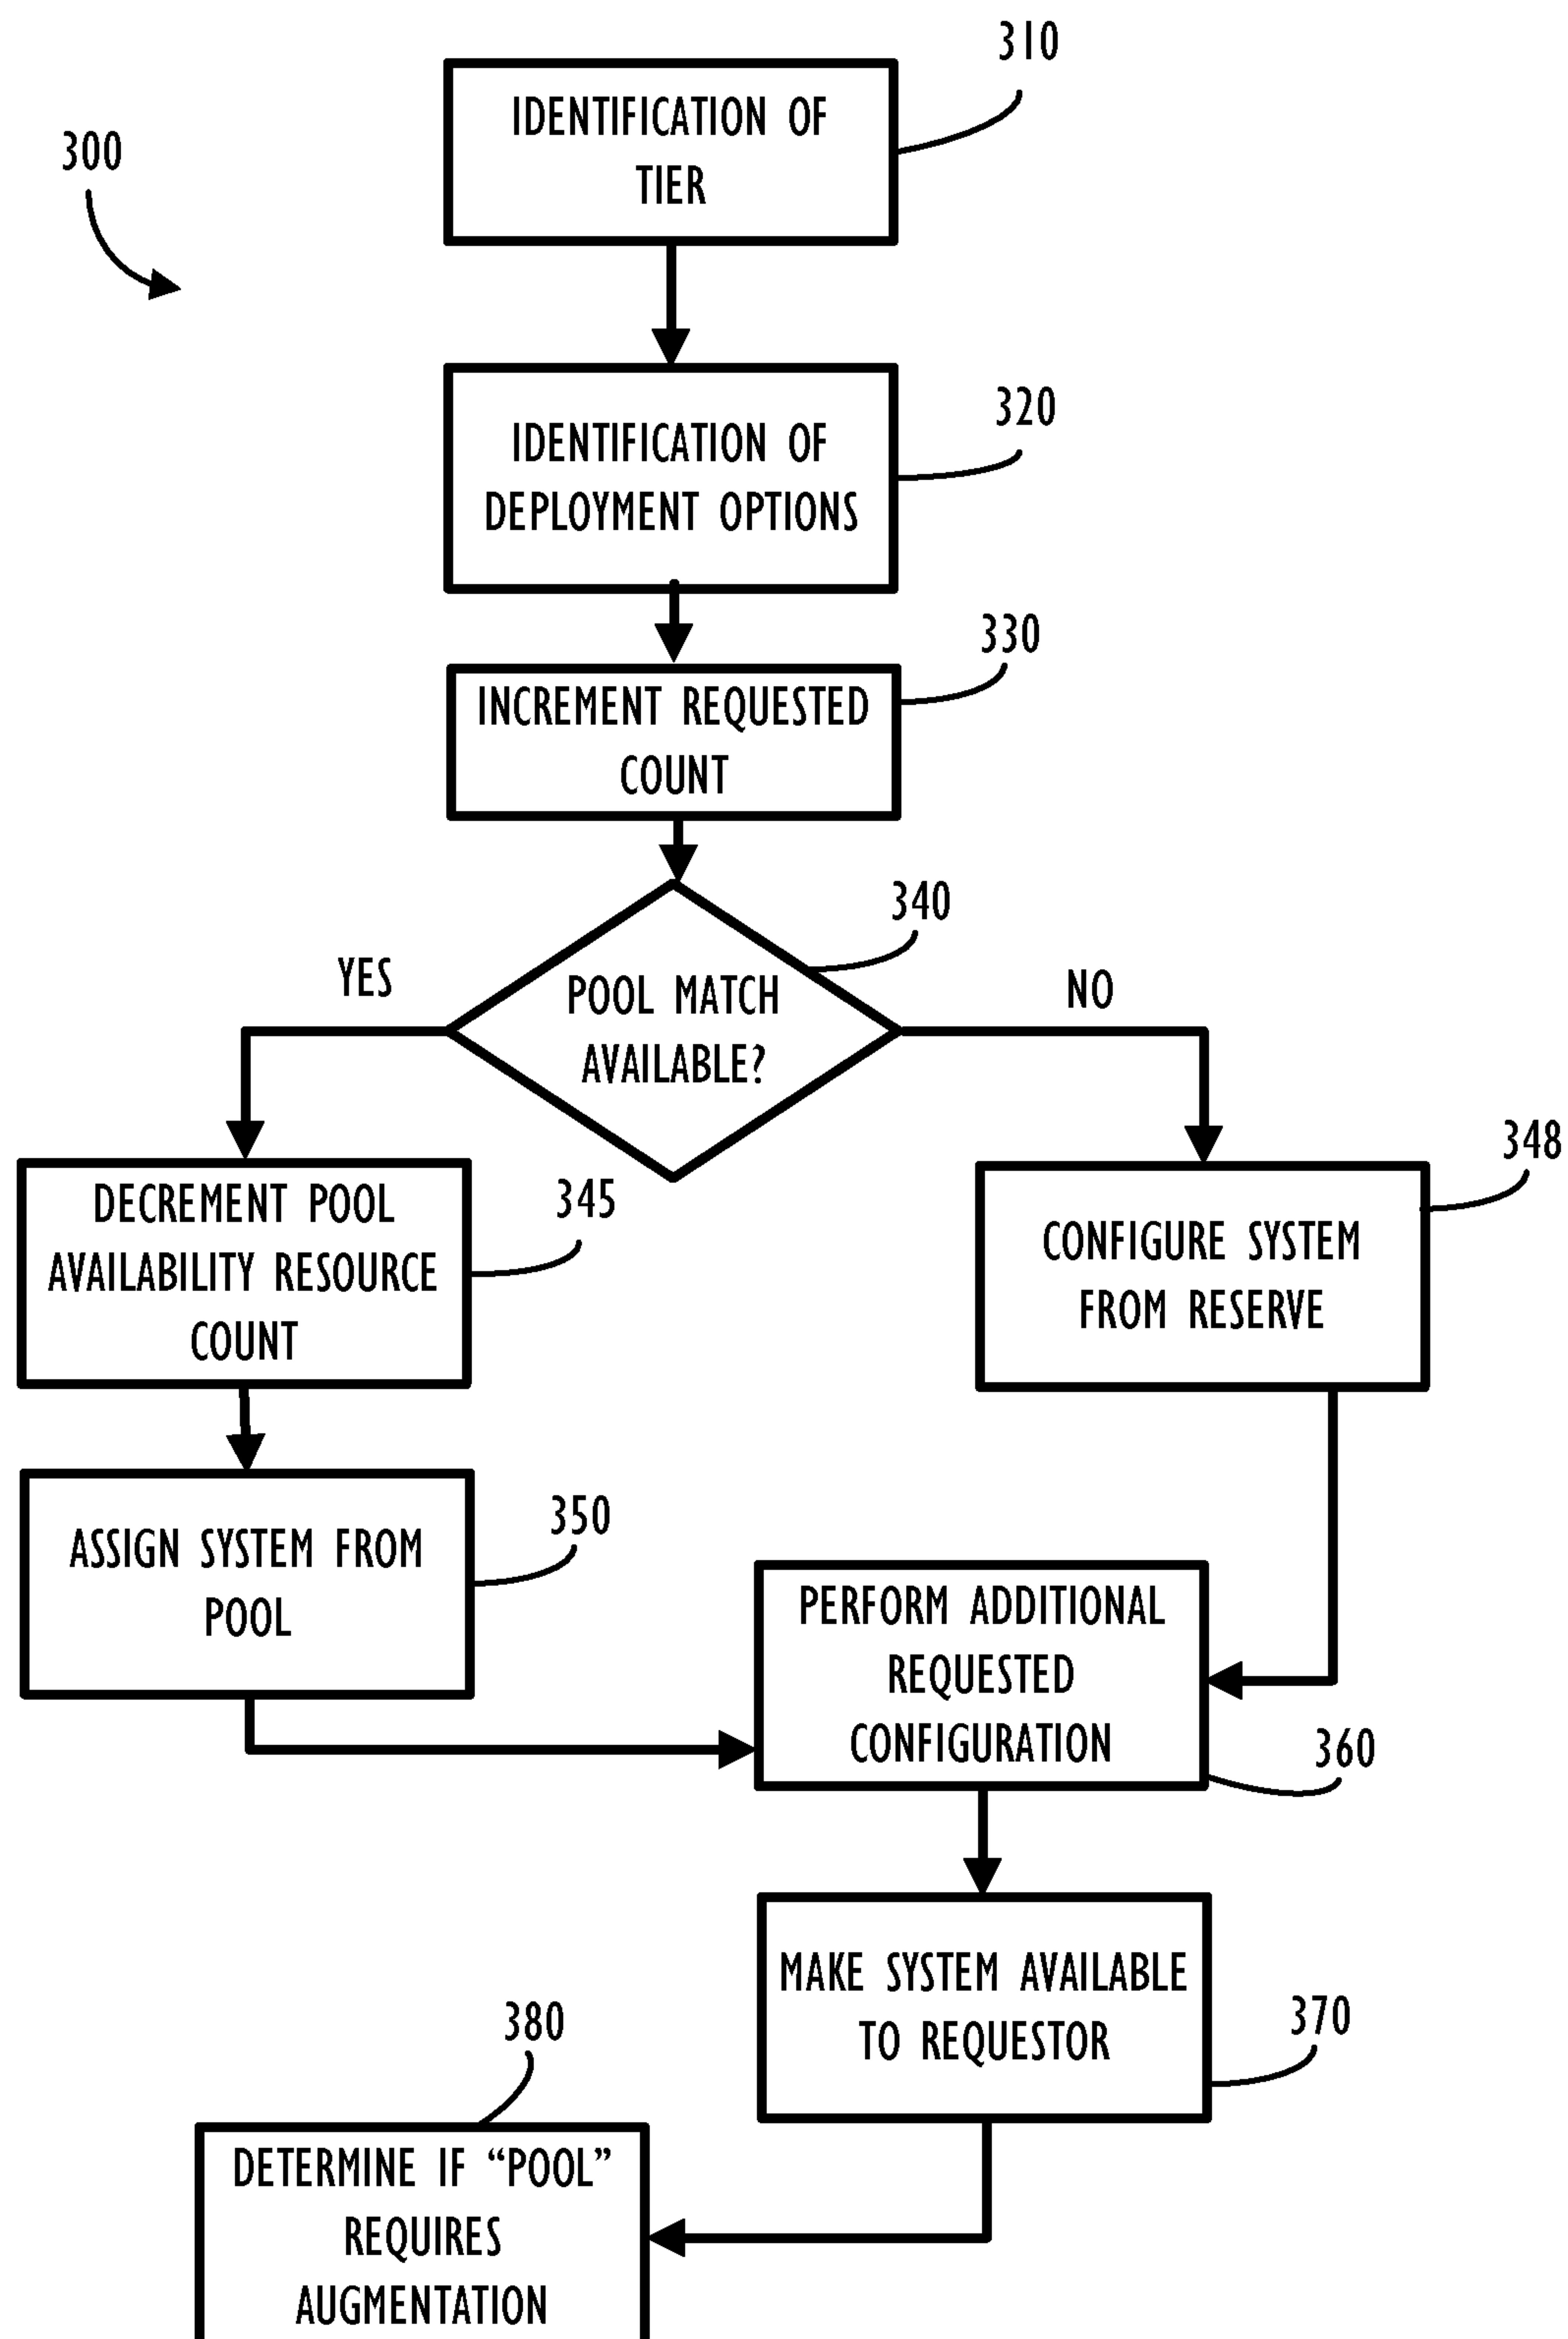 310
IDENTIFICATION OF
TIER
300
320
IDENTIFICATION OF
DEPLOYMENT OPTIONS
330
INCREMENT REQUESTED
COUNT
340
YES
POOL MATCH
AVAILABLE?
NO
348
345
DECREMENT POOL
AVAILABILITY RESOURCE
COUNT
CONFIGURE SYSTEM
FROM RESERVE
350
ASSIGN SYSTEM FROM
POOL
PERFORM ADDITIONAL
REQUESTED
CONFIGURATION
360
MAKE SYSTEM AVAILABLE
TO REQUESTOR
370
380
DETERMINE IF “POOL”
REQUIRES
AUGMENTATION